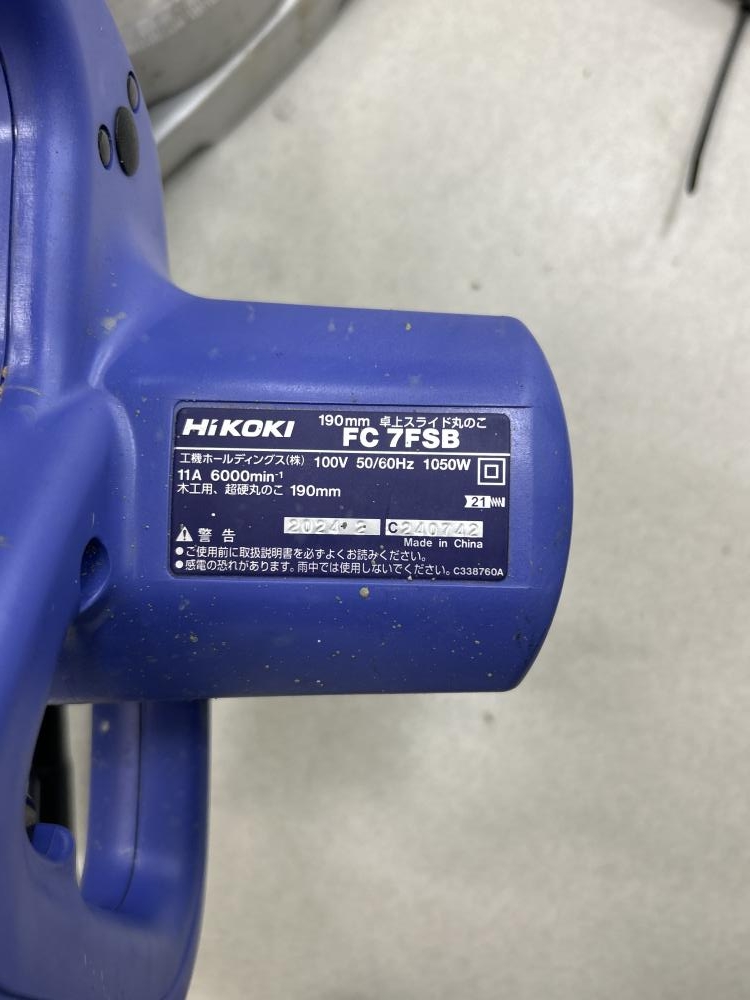 190mm 卓上スライド丸のこ
HiKOKI FC 7FSB
工機ホールディングス(株) 100V 50/60Hz 1050W
11A 6000min⁻¹
木工用、超硬丸のこ 190mm
21
2024 2 C240742
警告 Made in China
●ご使用前に取扱説明書を必ずよくお読みください。
●感電の恐れがあります。雨中では使用しないでください。C338760A